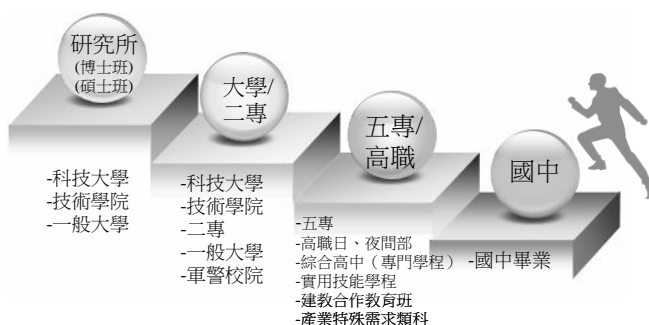 研究所
(博士班)
(碩士班)
-科技大學
-技術學院
-一般大學
大學/
二專
-科技大學
-技術學院
-二專
-一般大學
-軍警校院
五專/
高職
-五專
-高職日、夜間部
-綜合高中（專門學程）
-實用技能學程
-建教合作教育班
-產業特殊需求類科
國中
-國中畢業